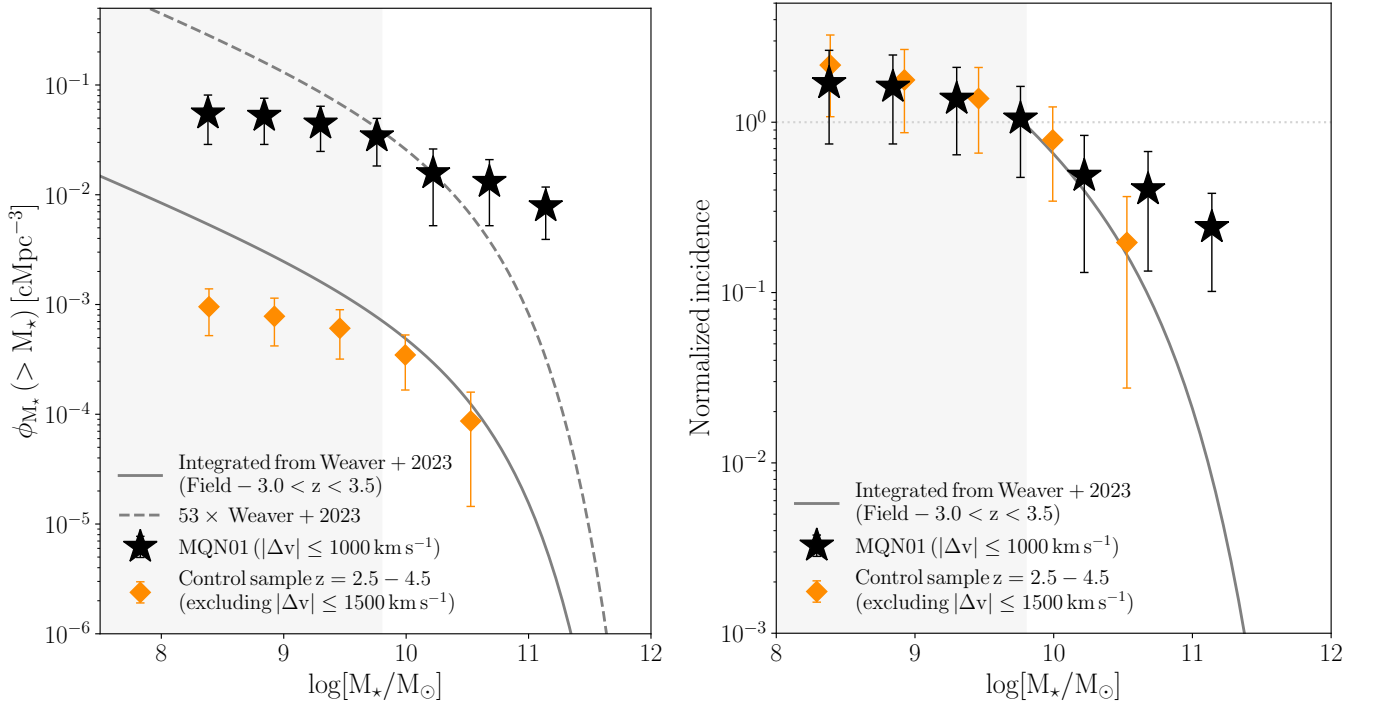 10⁻¹
10⁻²
10⁻³
10⁻⁴
10⁻⁵
10⁻⁶
ϕ_M⋆ (> M⋆) [cMpc⁻³]
Integrated from Weaver + 2023
(Field − 3.0 < z < 3.5)
53 × Weaver + 2023
MQN01 (|Δv| ≤ 1000 km s⁻¹)
Control sample z = 2.5 − 4.5
(excluding |Δv| ≤ 1500 km s⁻¹)
8 9 10 11 12
log[M⋆/M⊙]
10⁰
10⁻¹
10⁻²
10⁻³
Normalized incidence
Integrated from Weaver + 2023
(Field − 3.0 < z < 3.5)
MQN01 (|Δv| ≤ 1000 km s⁻¹)
Control sample z = 2.5 − 4.5
(excluding |Δv| ≤ 1500 km s⁻¹)
8 9 10 11 12
log[M⋆/M⊙]